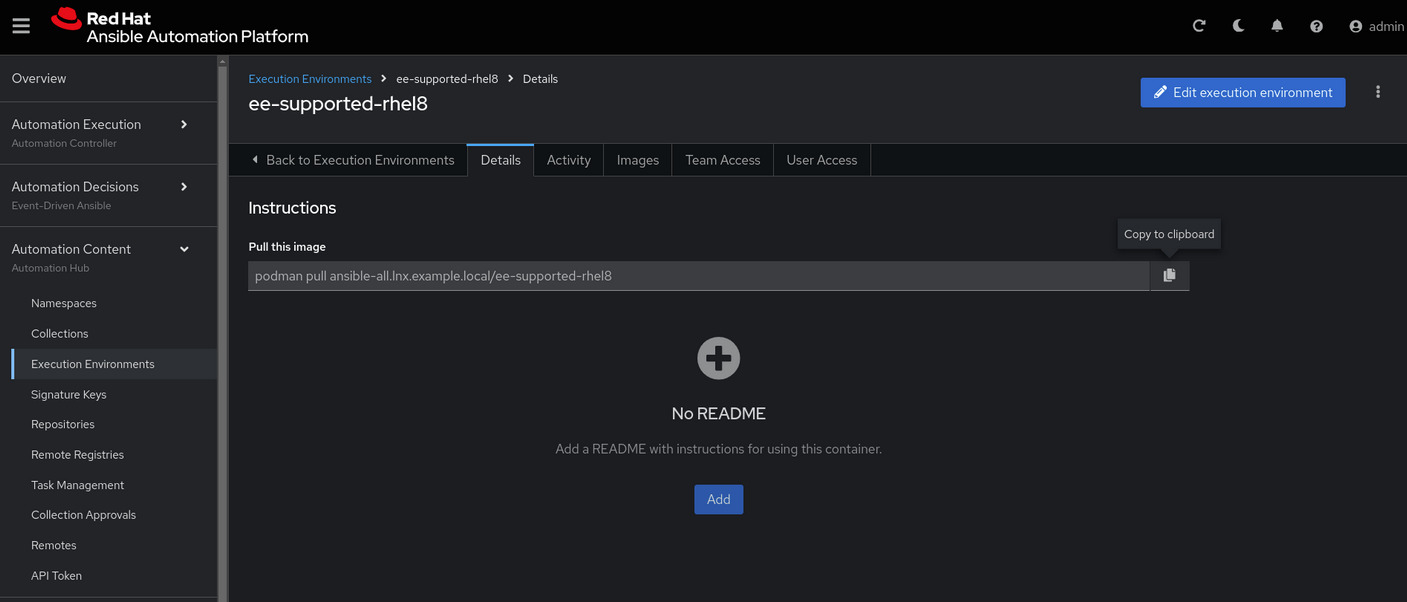 Red Hat
Ansible Automation Platform
admin
Overview
Automation Execution
Automation Controller
Automation Decisions
Event-Driven Ansible
Automation Content
Automation Hub
Namespaces
Collections
Execution Environments
Signature Keys
Repositories
Remote Registries
Task Management
Collection Approvals
Remotes
API Token
Execution Environments ee-supported-rhel8 Details
ee-supported-rhel8
Edit execution environment
Back to Execution Environments Details Activity Images Team Access User Access
Instructions
Copy to clipboard
Pull this image
podman pull ansible-all.lnx.example.local/ee-supported-rhel8
No README
Add a README with instructions for using this container.
Add